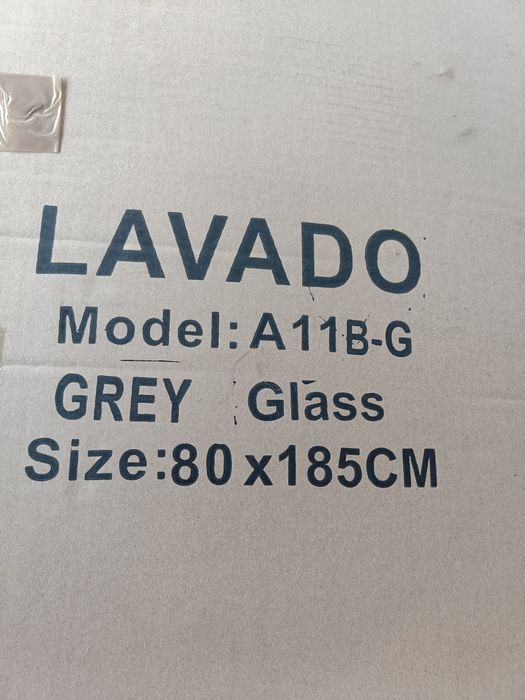 LAVADO
Model: A11B-G
GREY Glass
Size:80x185CM